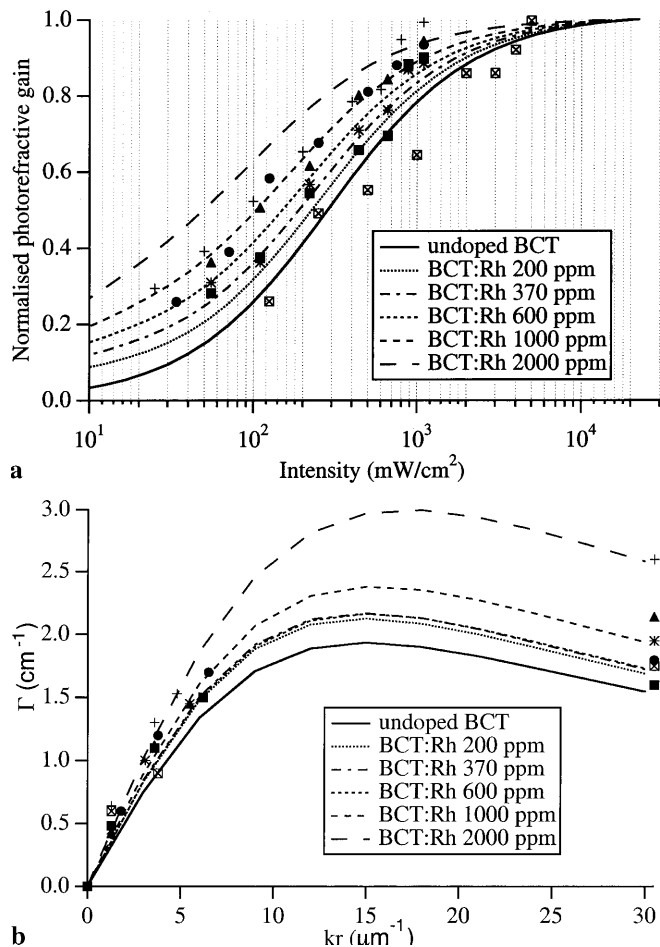 Normalised photorefractive gain
1.0
0.8
0.6
0.4
0.2
0.0
undoped BCT
BCT:Rh 200 ppm
BCT:Rh 370 ppm
BCT:Rh 600 ppm
BCT:Rh 1000 ppm
BCT:Rh 2000 ppm
10¹ 10² 10³ 10⁴
a Intensity (mW/cm²)
Γ (cm⁻¹)
3.0
2.5
2.0
1.5
1.0
0.5
0.0
undoped BCT
BCT:Rh 200 ppm
BCT:Rh 370 ppm
BCT:Rh 600 ppm
BCT:Rh 1000 ppm
BCT:Rh 2000 ppm
0 5 10 15 20 25 30
b kr (µm⁻¹)